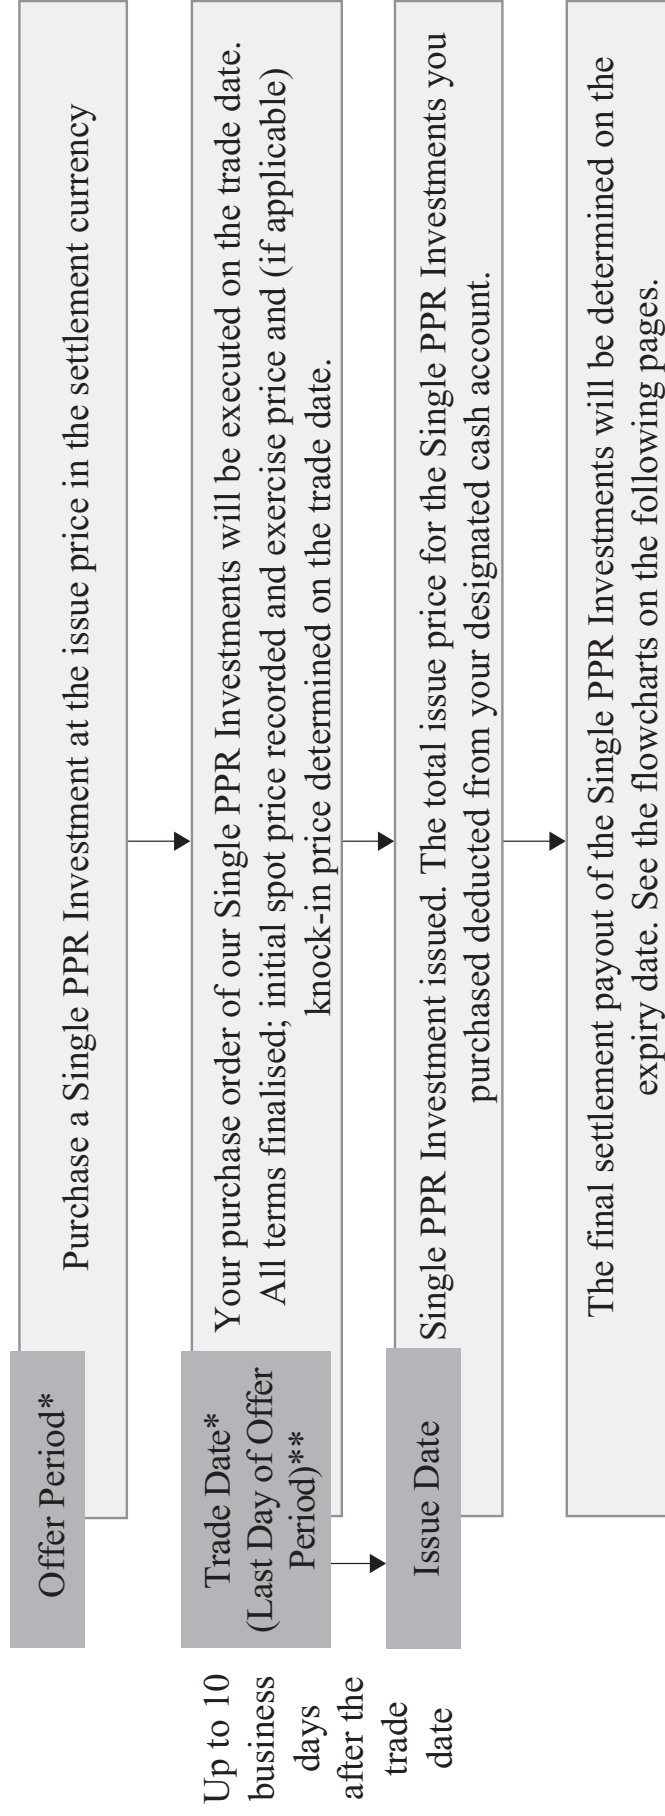 Offer Period*
Purchase a Single PPR Investment at the issue price in the settlement currency
Up to 10
business
days
after the
trade
date
Trade Date*
(Last Day of Offer
Period)**
Your purchase order of our Single PPR Investments will be executed on the trade date.
All terms finalised; initial spot price recorded and exercise price and (if applicable)
knock-in price determined on the trade date.
Issue Date
Single PPR Investment issued. The total issue price for the Single PPR Investments you
purchased deducted from your designated cash account.
The final settlement payout of the Single PPR Investments will be determined on the
expiry date. See the flowcharts on the following pages.